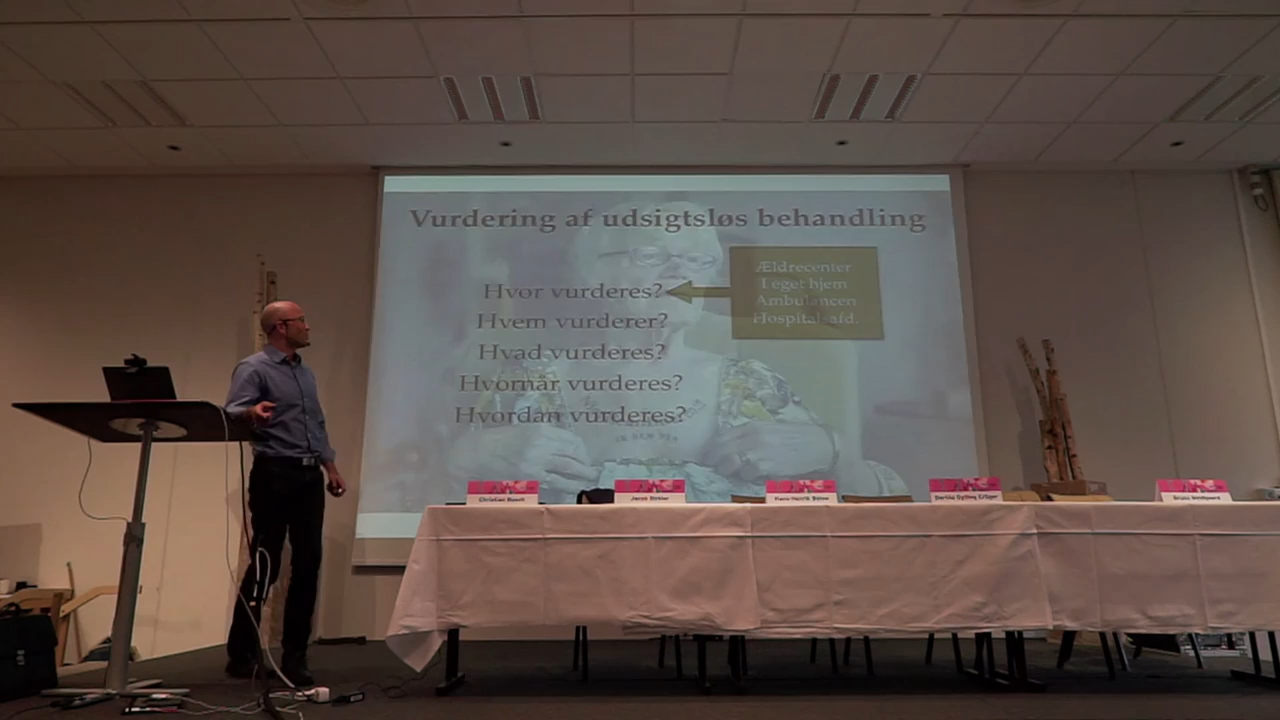 Vurdering af udsigtsløs behandling
Hvor vurderes?
Hvem vurderer?
Hvad vurderes?
Hvornår vurderes?
Hvordan vurderes?
Ældrecenter
I eget hjem
Ambulancen
Hospital-afd.